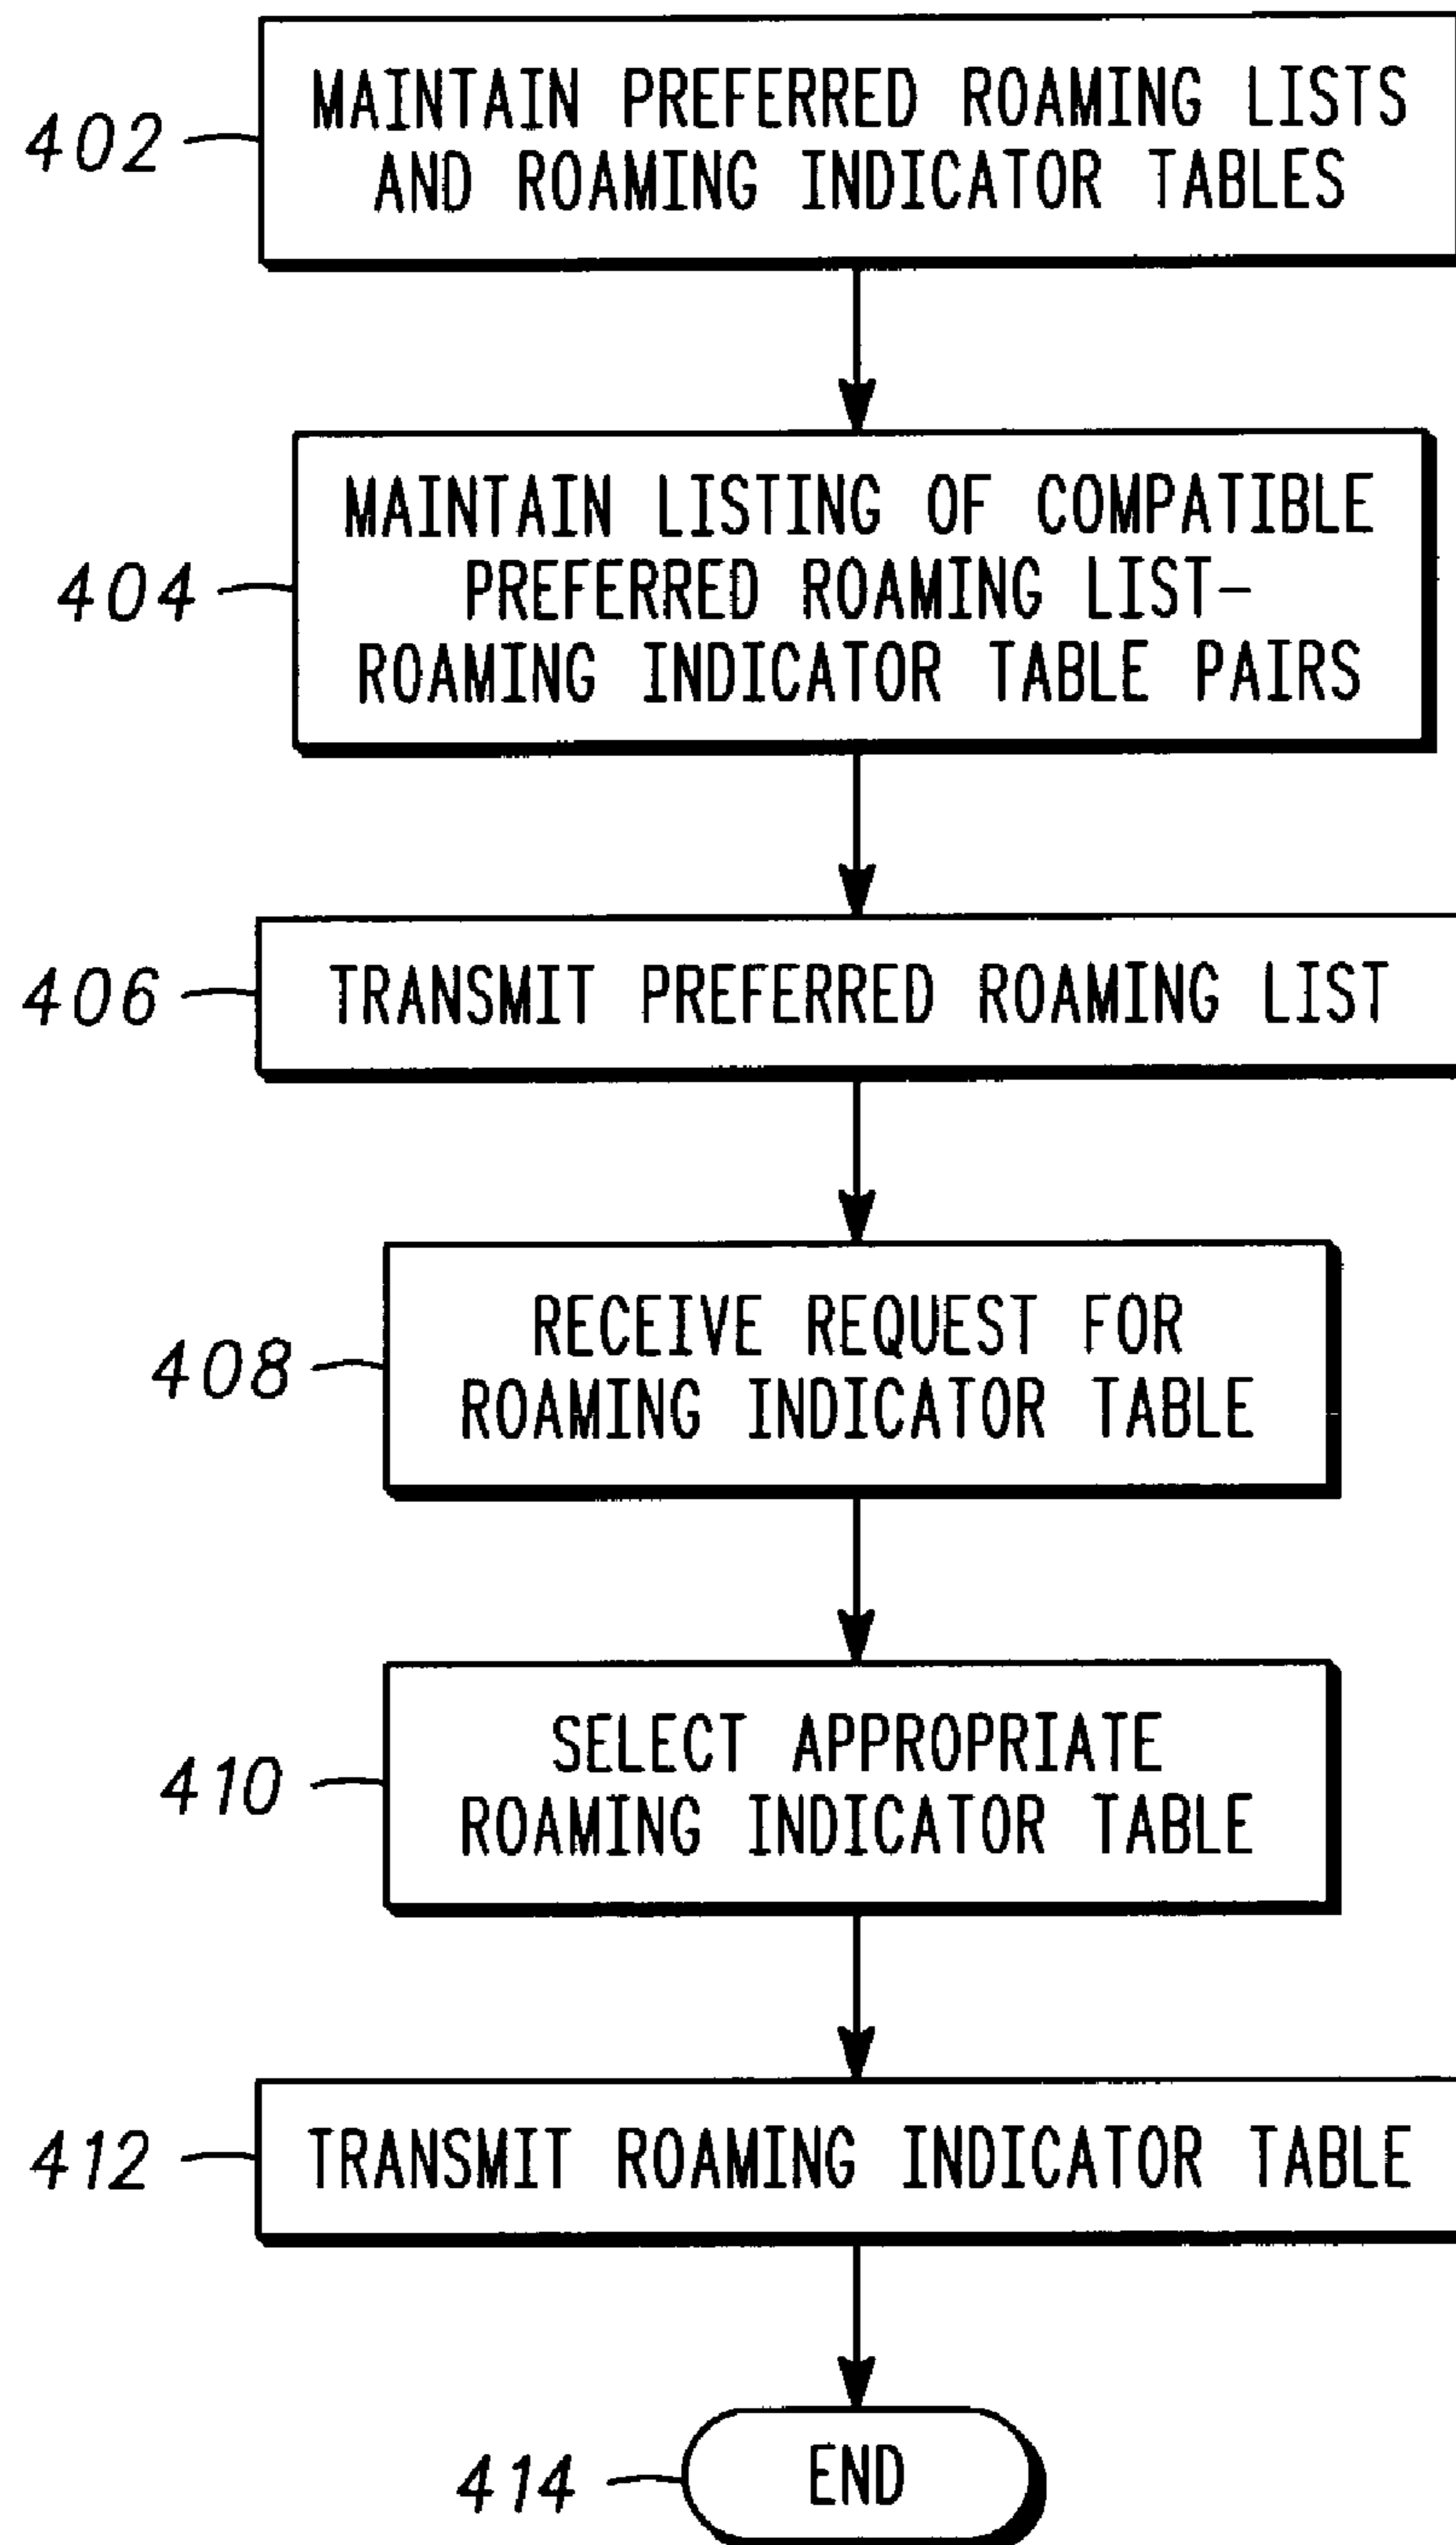 402
MAINTAIN PREFERRED ROAMING LISTS
AND ROAMING INDICATOR TABLES
404
MAINTAIN LISTING OF COMPATIBLE
PREFERRED ROAMING LIST-
ROAMING INDICATOR TABLE PAIRS
406
TRANSMIT PREFERRED ROAMING LIST
408
RECEIVE REQUEST FOR
ROAMING INDICATOR TABLE
410
SELECT APPROPRIATE
ROAMING INDICATOR TABLE
412
TRANSMIT ROAMING INDICATOR TABLE
414
END